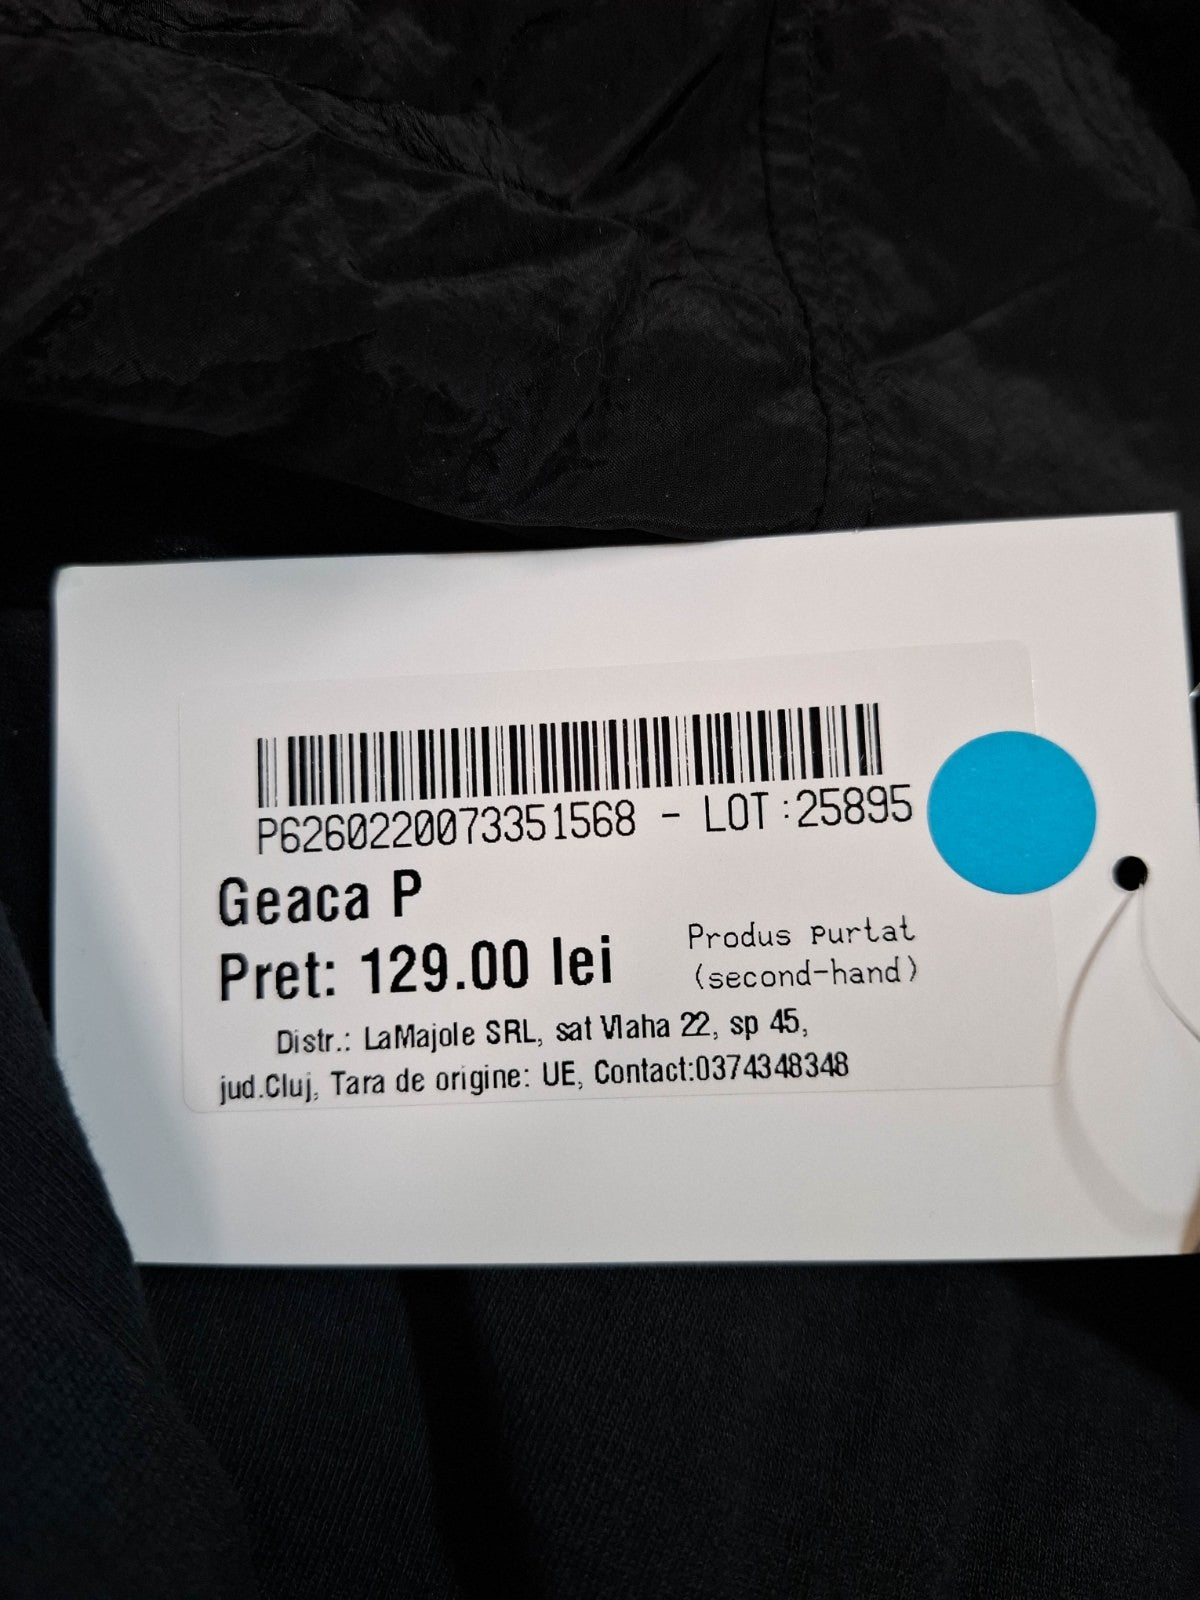 P6260220073351568 - LOT:25895
Geaca P
Pret: 129.00 lei
Produs purtat
(second-hand)
Distr.: LaMajole SRL, sat Vlaha 22, sp 45,
jud.Cluj, Tara de origine: UE, Contact:0374348348